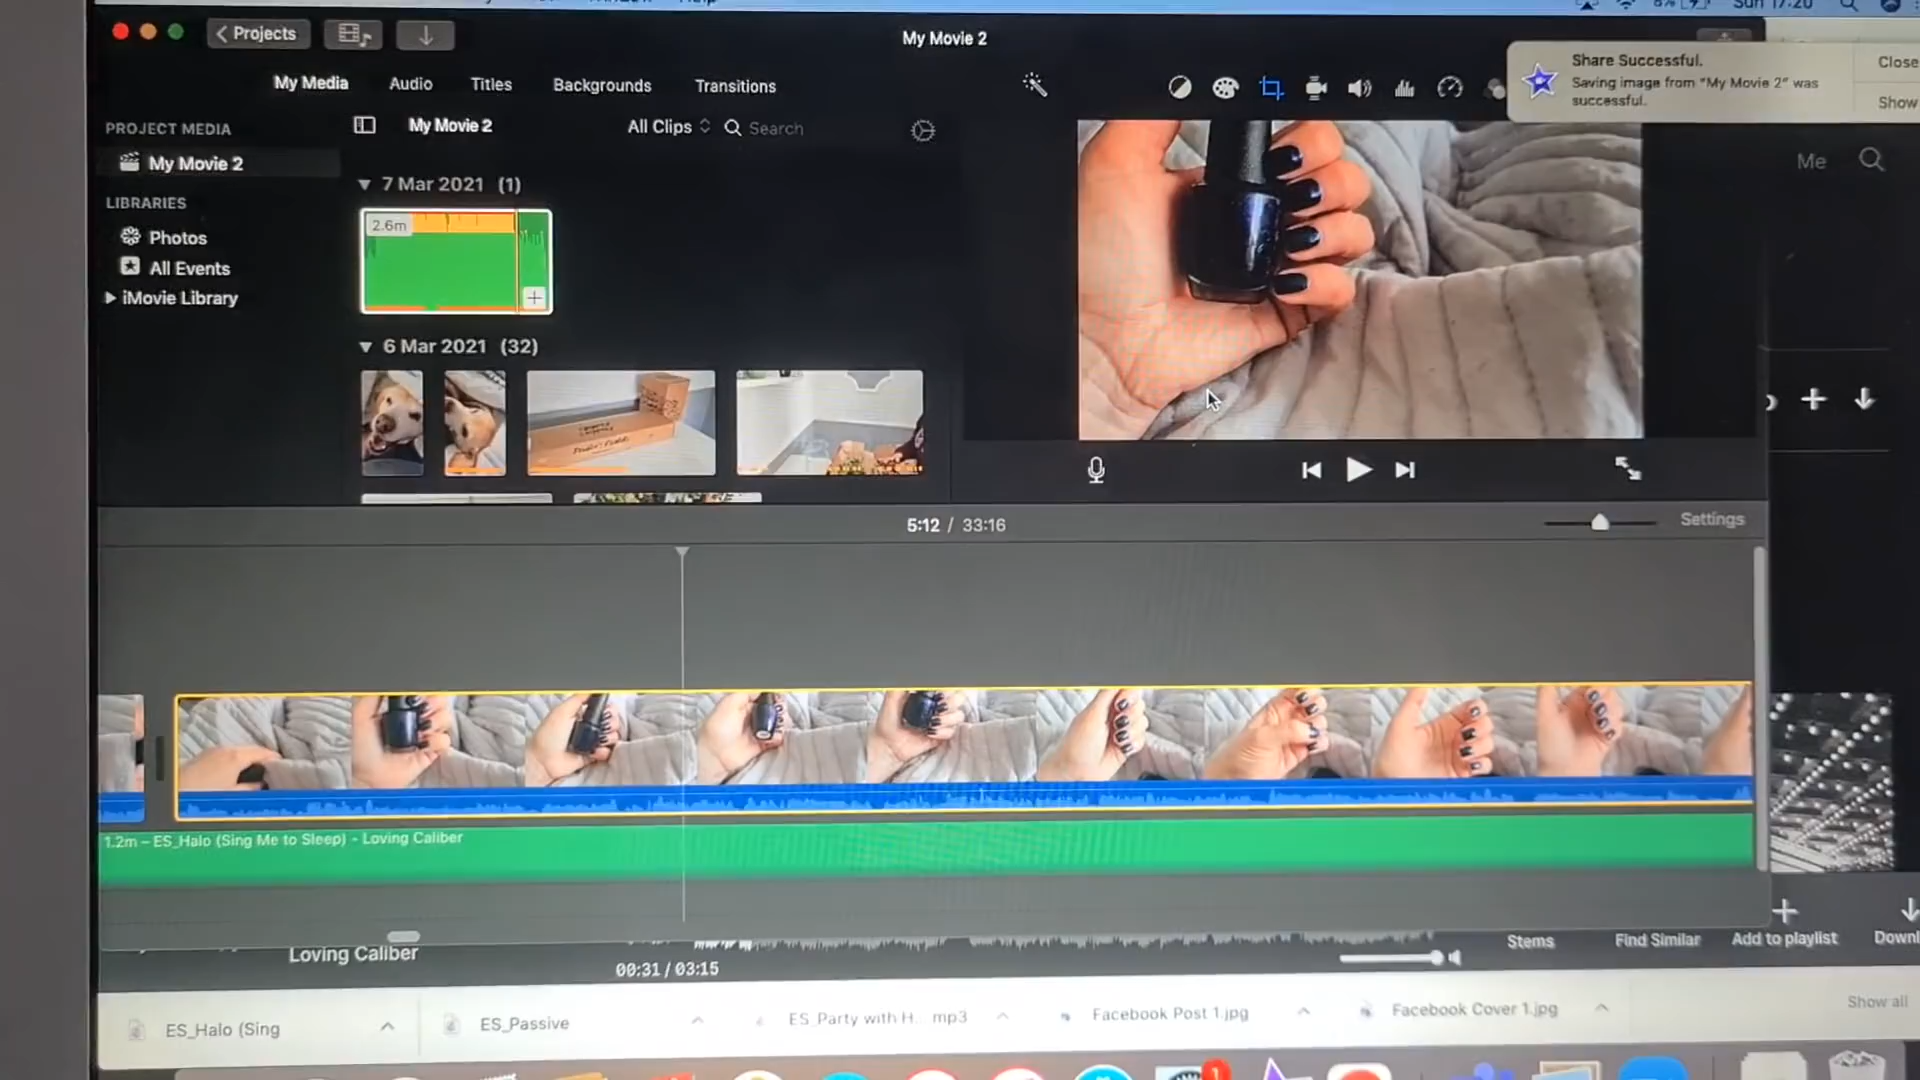 Help
8%
Sun 17:20
Projects
My Movie 2
Share Successful.
Saving image from "My Movie 2" was
successful.
Close
Show
My Media
Audio
Titles
Backgrounds
Transitions
PROJECT MEDIA
My Movie 2
All Clips
Search
My Movie 2
LIBRARIES
Photos
All Events
iMovie Library
7 Mar 2021 (1)
2.6m
6 Mar 2021 (32)
Me
5:12 / 33:16
Settings
1.2m – ES_Halo (Sing Me to Sleep) - Loving Caliber
Loving Caliber
00:31 / 03:15
Stems
Find Similar
Add to playlist
Downl
ES_Halo (Sing
ES_Passive
ES_Party with H... mp3
Facebook Post 1.jpg
Facebook Cover 1.jpg
Show all
1